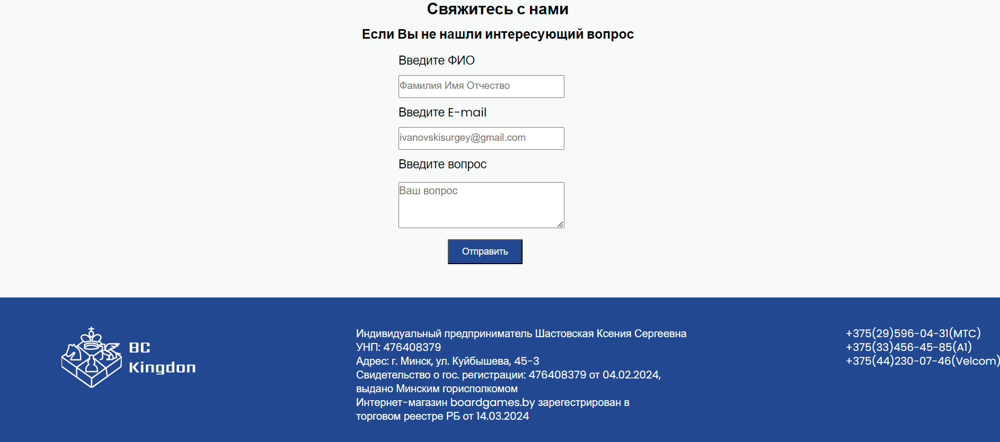 Свяжитесь с нами
Если Вы не нашли интересующий вопрос
Введите ФИО
Фамилия Имя Отчество
Введите E-mail
ivanovskisurgey@gmail.com
Введите вопрос
Ваш вопрос
Отправить
BC
Kingdon
Индивидуальный предприниматель Шастовская Ксения Сергеевна
УНП: 476408379
Адрес: г. Минск, ул. Куйбышева, 45-3
Свидетельство о гос. регистрации: 476408379 от 04.02.2024,
выдано Минским горисполкомом
Интернет-магазин boardgames.by зарегестрирован в
торговом реестре РБ от 14.03.2024
+375(29)596-04-31(МТС)
+375(33)456-45-85(A1)
+375(44)230-07-46(Velcom)